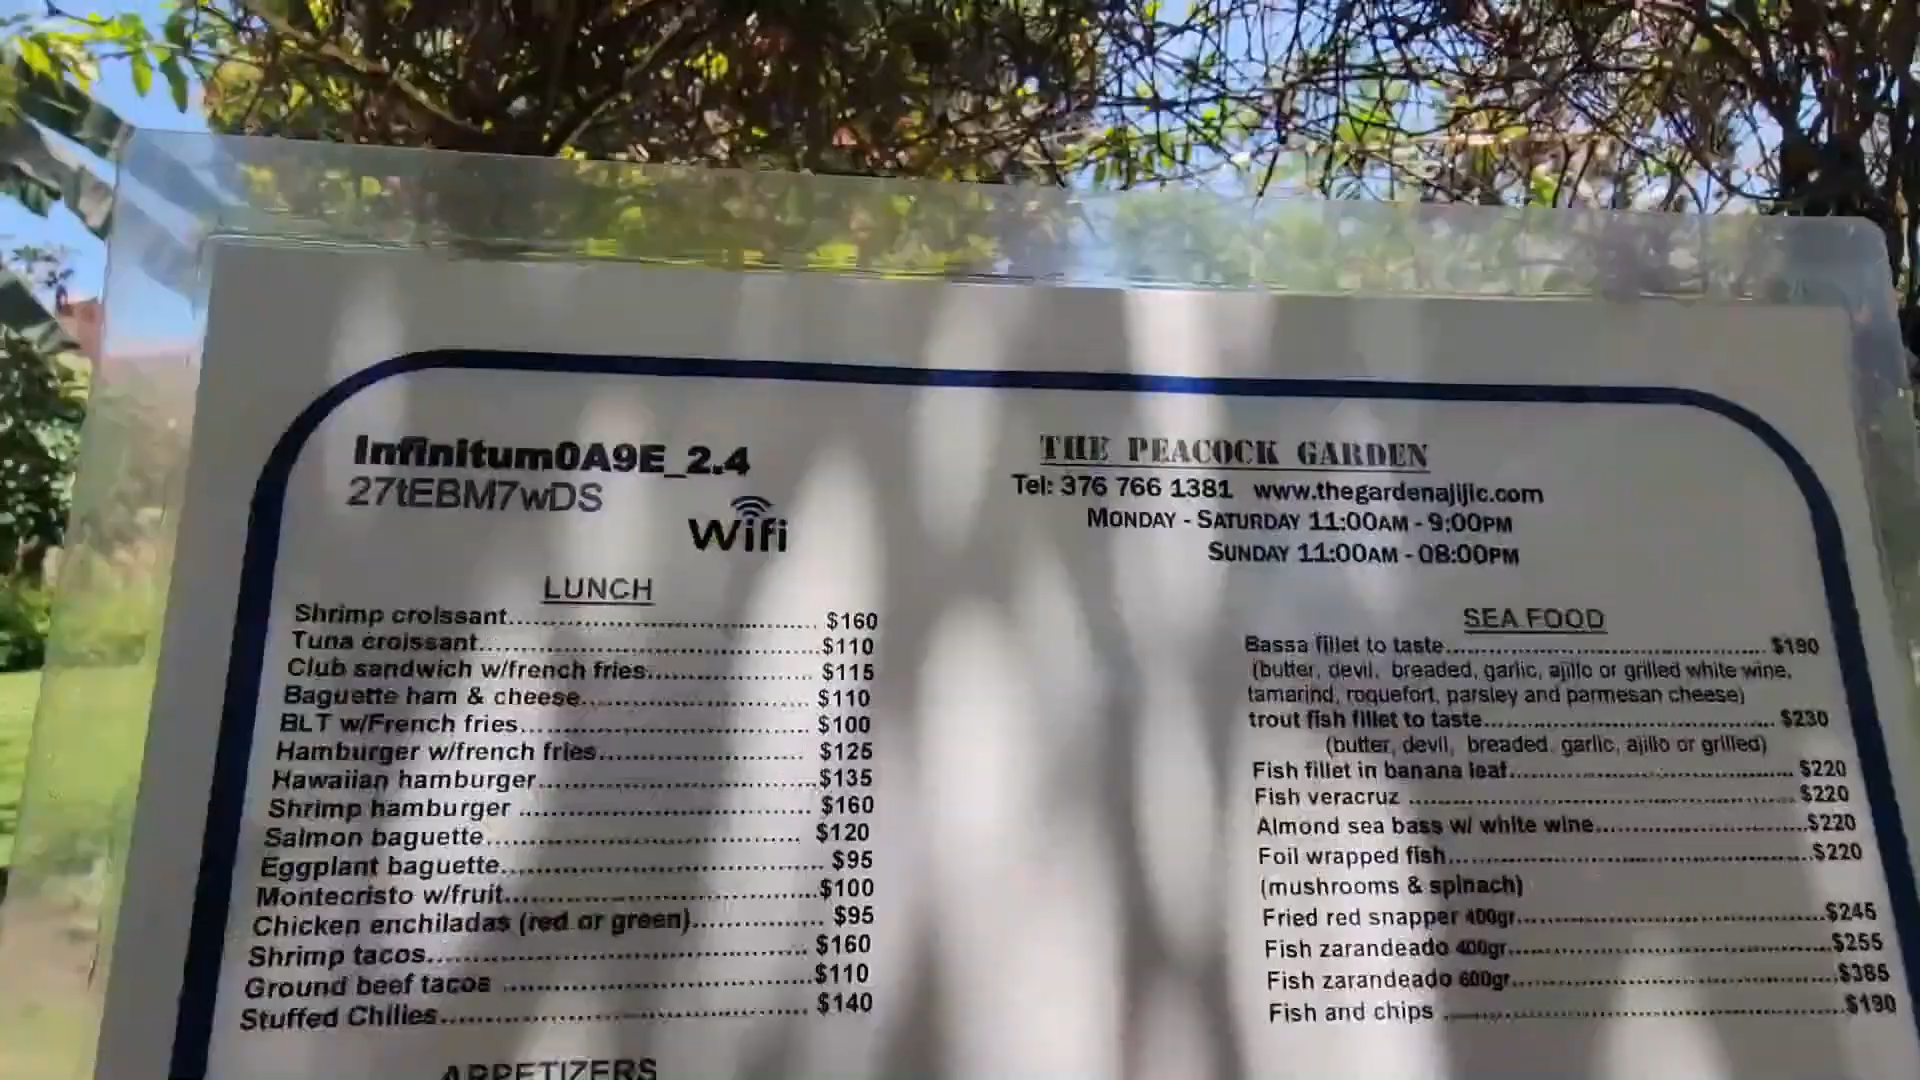 Infinitum0A9E_2.4
27tEBM7wDS
Wifi
THE PEACOCK GARDEN
Tel: 376 766 1381 www.thegardenajijic.com
MONDAY - SATURDAY 11:00AM - 9:00PM
SUNDAY 11:00AM - 08:00PM
LUNCH
Shrimp croissant.......... $160
Tuna croissant.......... $110
Club sandwich w/french fries.......... $115
Baguette ham & cheese.......... $110
BLT w/French fries.......... $100
Hamburger w/french fries.......... $125
Hawaiian hamburger.......... $135
Shrimp hamburger .......... $160
Salmon baguette.......... $120
Eggplant baguette.......... $95
Montecristo w/fruit.......... $100
Chicken enchiladas (red or green).......... $95
Shrimp tacos.......... $160
Ground beef tacos .......... $110
Stuffed Chilies.......... $140
APPETIZERS
SEA FOOD
Bassa fillet to taste.......... $190
(butter, devil, breaded, garlic, ajillo or grilled white wine,
tamarind, roquefort, parsley and parmesan cheese)
trout fish fillet to taste.......... $230
(butter, devil, breaded, garlic, ajillo or grilled)
Fish fillet in banana leaf.......... $220
Fish veracruz .......... $220
Almond sea bass w/ white wine.......... $220
Foil wrapped fish.......... $220
(mushrooms & spinach)
Fried red snapper 400gr.......... $245
Fish zarandeado 400gr.......... $255
Fish zarandeado 600gr.......... $385
Fish and chips .......... $190